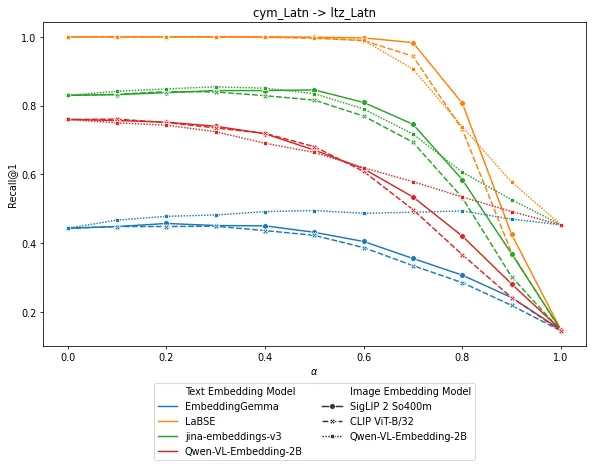 cym_Latn -> ltz_Latn
Recall@1
1.0
0.8
0.6
0.4
0.2
0.0 0.2 0.4 0.6 0.8 1.0
α
Text Embedding Model Image Embedding Model
EmbeddingGemma SigLIP 2 So400m
LaBSE CLIP ViT-B/32
jina-embeddings-v3 Qwen-VL-Embedding-2B
Qwen-VL-Embedding-2B